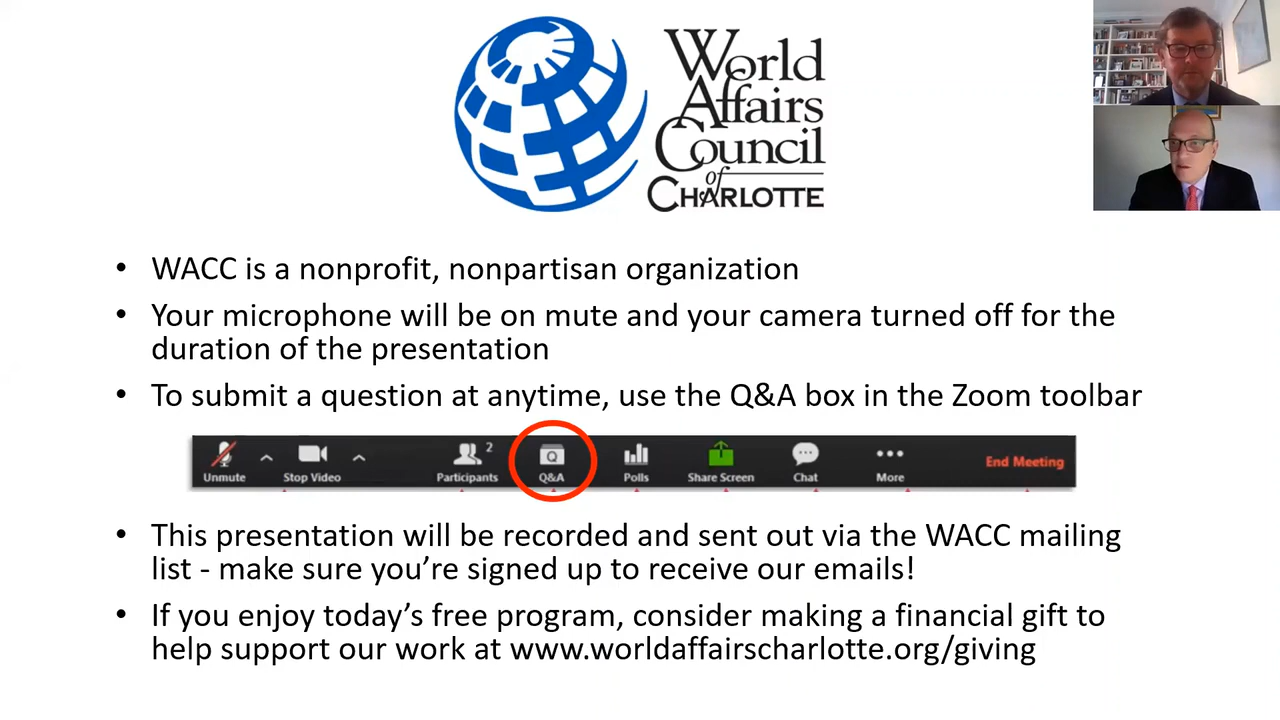 World
Affairs
Council
of
CHARLOTTE
• WACC is a nonprofit, nonpartisan organization
• Your microphone will be on mute and your camera turned off for the
duration of the presentation
• To submit a question at anytime, use the Q&A box in the Zoom toolbar
2
Q
Unmute Stop Video Participants Q&A Polls Share Screen Chat More End Meeting
• This presentation will be recorded and sent out via the WACC mailing
list - make sure you’re signed up to receive our emails!
• If you enjoy today’s free program, consider making a financial gift to
help support our work at www.worldaffairscharlotte.org/giving